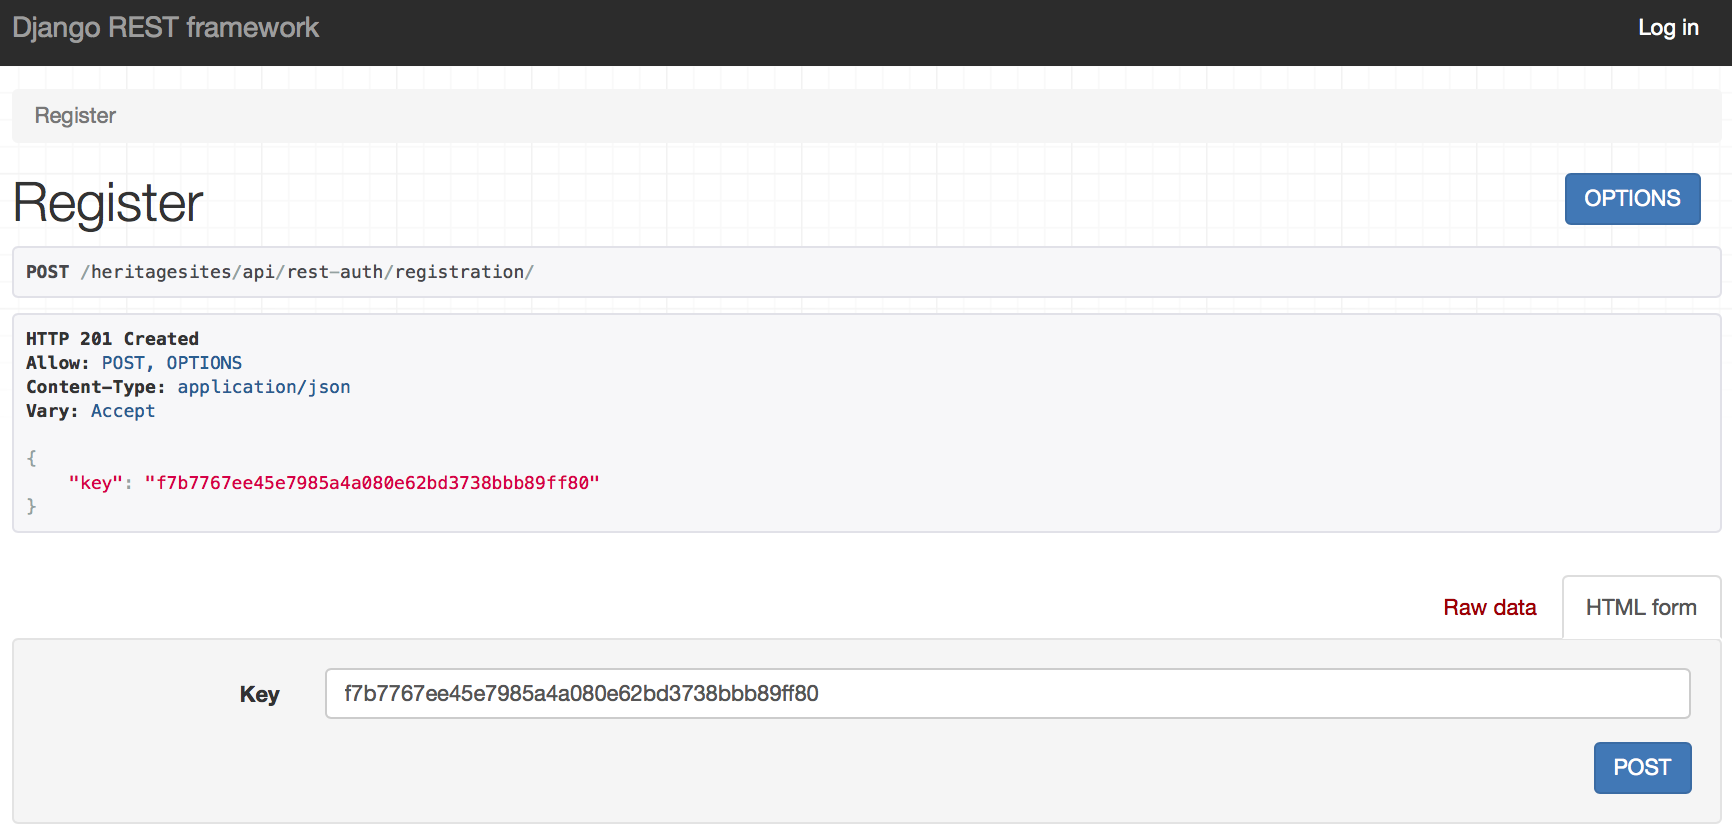 Django REST framework
Log in
Register
Register
OPTIONS
POST /heritagesites/api/rest-auth/registration/
HTTP 201 Created
Allow: POST, OPTIONS
Content-Type: application/json
Vary: Accept
{
"key": "f7b7767ee45e7985a4a080e62bd3738bbb89ff80"
}
Raw data
HTML form
Key
f7b7767ee45e7985a4a080e62bd3738bbb89ff80
POST